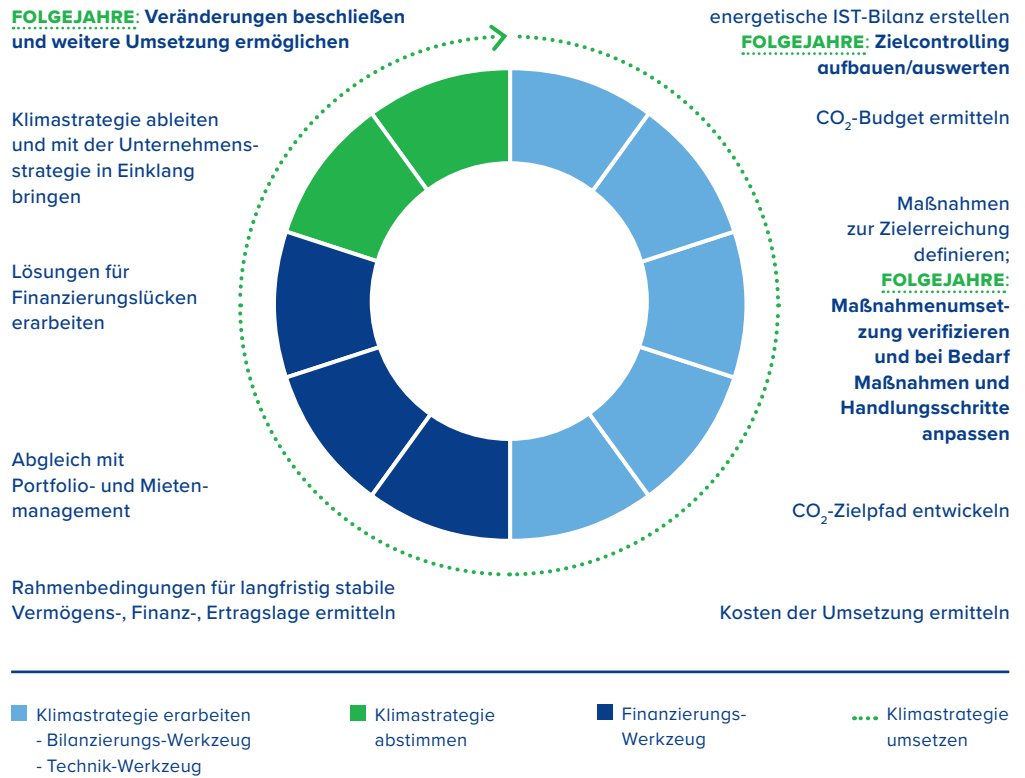 FOLGEJAHRE: Veränderungen beschließen
und weitere Umsetzung ermöglichen
energetische IST-Bilanz erstellen
FOLGEJAHRE: Zielcontrolling
aufbauen/auswerten
CO₂-Budget ermitteln
Maßnahmen
zur Zielerreichung
definieren;
FOLGEJAHRE:
Maßnahmenumset-
zung verifizieren
und bei Bedarf
Maßnahmen und
Handlungsschritte
anpassen
CO₂-Zielpfad entwickeln
Kosten der Umsetzung ermitteln
Klimastrategie ableiten
und mit der Unternehmens-
strategie in Einklang
bringen
Lösungen für
Finanzierungslücken
erarbeiten
Abgleich mit
Portfolio- und Mieten-
management
Rahmenbedingungen für langfristig stabile
Vermögens-, Finanz-, Ertragslage ermitteln
Klimastrategie erarbeiten
- Bilanzierungs-Werkzeug
- Technik-Werkzeug
Klimastrategie
abstimmen
Finanzierungs-
Werkzeug
Klimastrategie
umsetzen